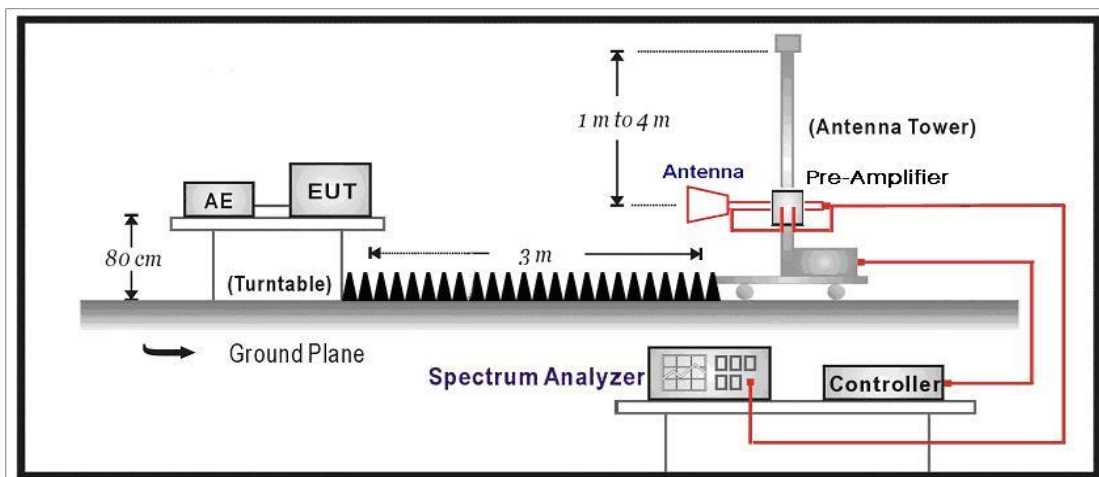 1 m to 4 m
(Antenna Tower)
Antenna
Pre-Amplifier
AE
EUT
80 cm
3 m
(Turntable)
Ground Plane
Spectrum Analyzer
Controller